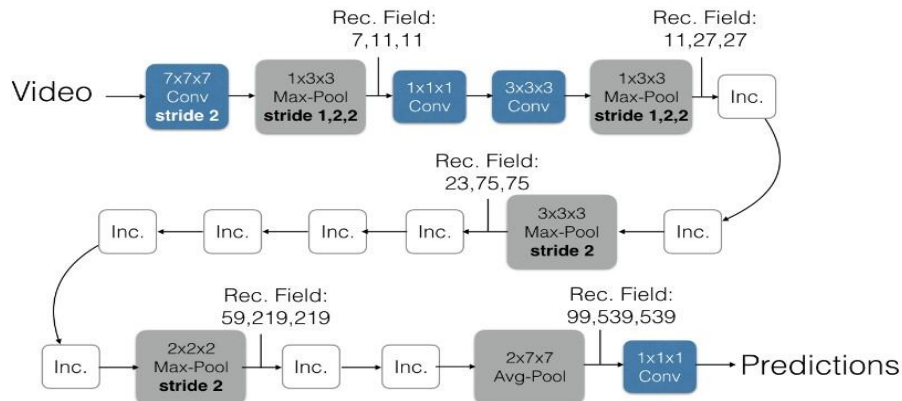 Rec. Field:
7,11,11
Rec. Field:
11,27,27
Video
7x7x7
Conv
stride 2
1x3x3
Max-Pool
stride 1,2,2
1x1x1
Conv
3x3x3
Conv
1x3x3
Max-Pool
stride 1,2,2
Inc.
Rec. Field:
23,75,75
Inc.
Inc.
Inc.
Inc.
3x3x3
Max-Pool
stride 2
Inc.
Rec. Field:
59,219,219
Rec. Field:
99,539,539
Inc.
2x2x2
Max-Pool
stride 2
Inc.
Inc.
2x7x7
Avg-Pool
1x1x1
Conv
Predictions